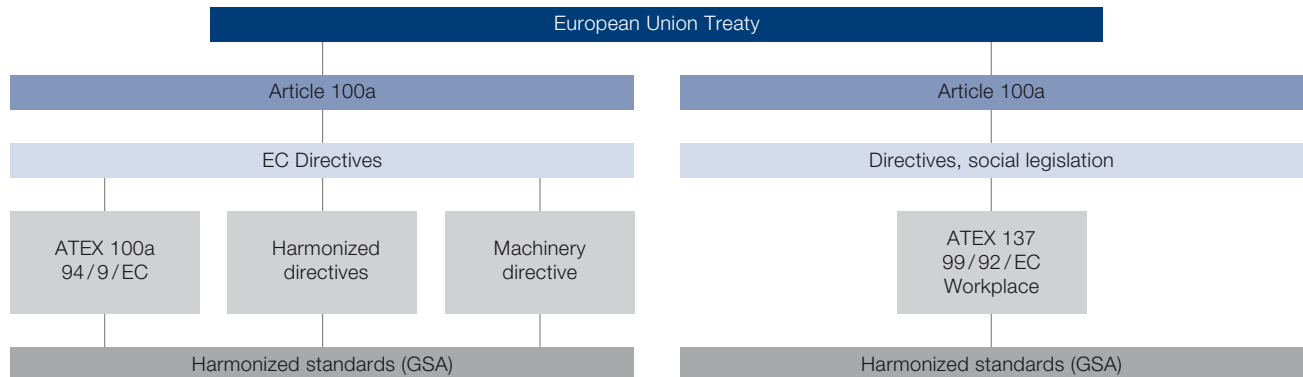 European Union Treaty
Article 100a
Article 100a
EC Directives
Directives, social legislation
ATEX 100a
94/9/EC
Harmonized
directives
Machinery
directive
ATEX 137
99/92/EC
Workplace
Harmonized standards (GSA)
Harmonized standards (GSA)